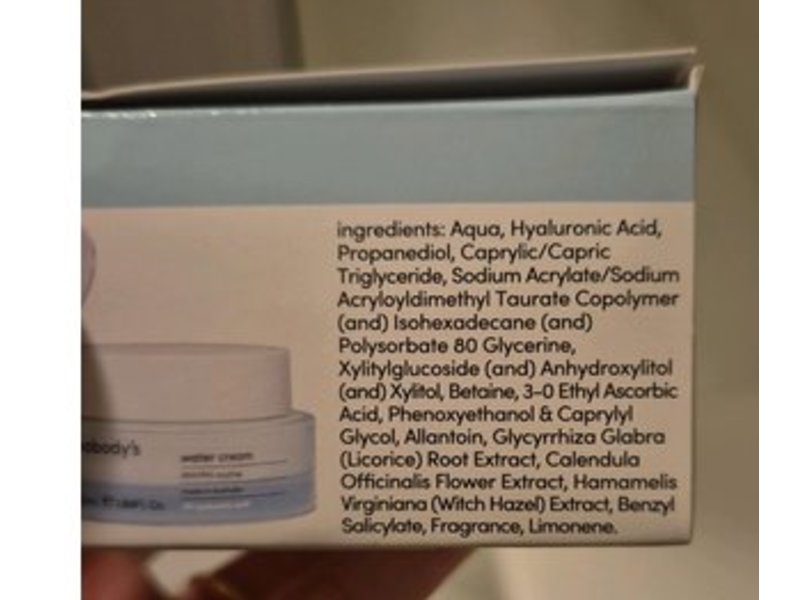 ingredients: Aqua, Hyaluronic Acid,
Propanediol, Caprylic/Capric
Triglyceride, Sodium Acrylate/Sodium
Acryloyldimethyl Taurate Copolymer
(and) Isohexadecane (and)
Polysorbate 80 Glycerine,
Xylitylglucoside (and) Anhydroxylitol
(and) Xylitol, Betaine, 3-0 Ethyl Ascorbic
Acid, Phenoxyethanol & Caprylyl
Glycol, Allantoin, Glycyrrhiza Glabra
(Licorice) Root Extract, Calendula
Officinalis Flower Extract, Hamamelis
Virginiana (Witch Hazel) Extract, Benzyl
Salicylate, Fragrance, Limonene.
obody's
water cream